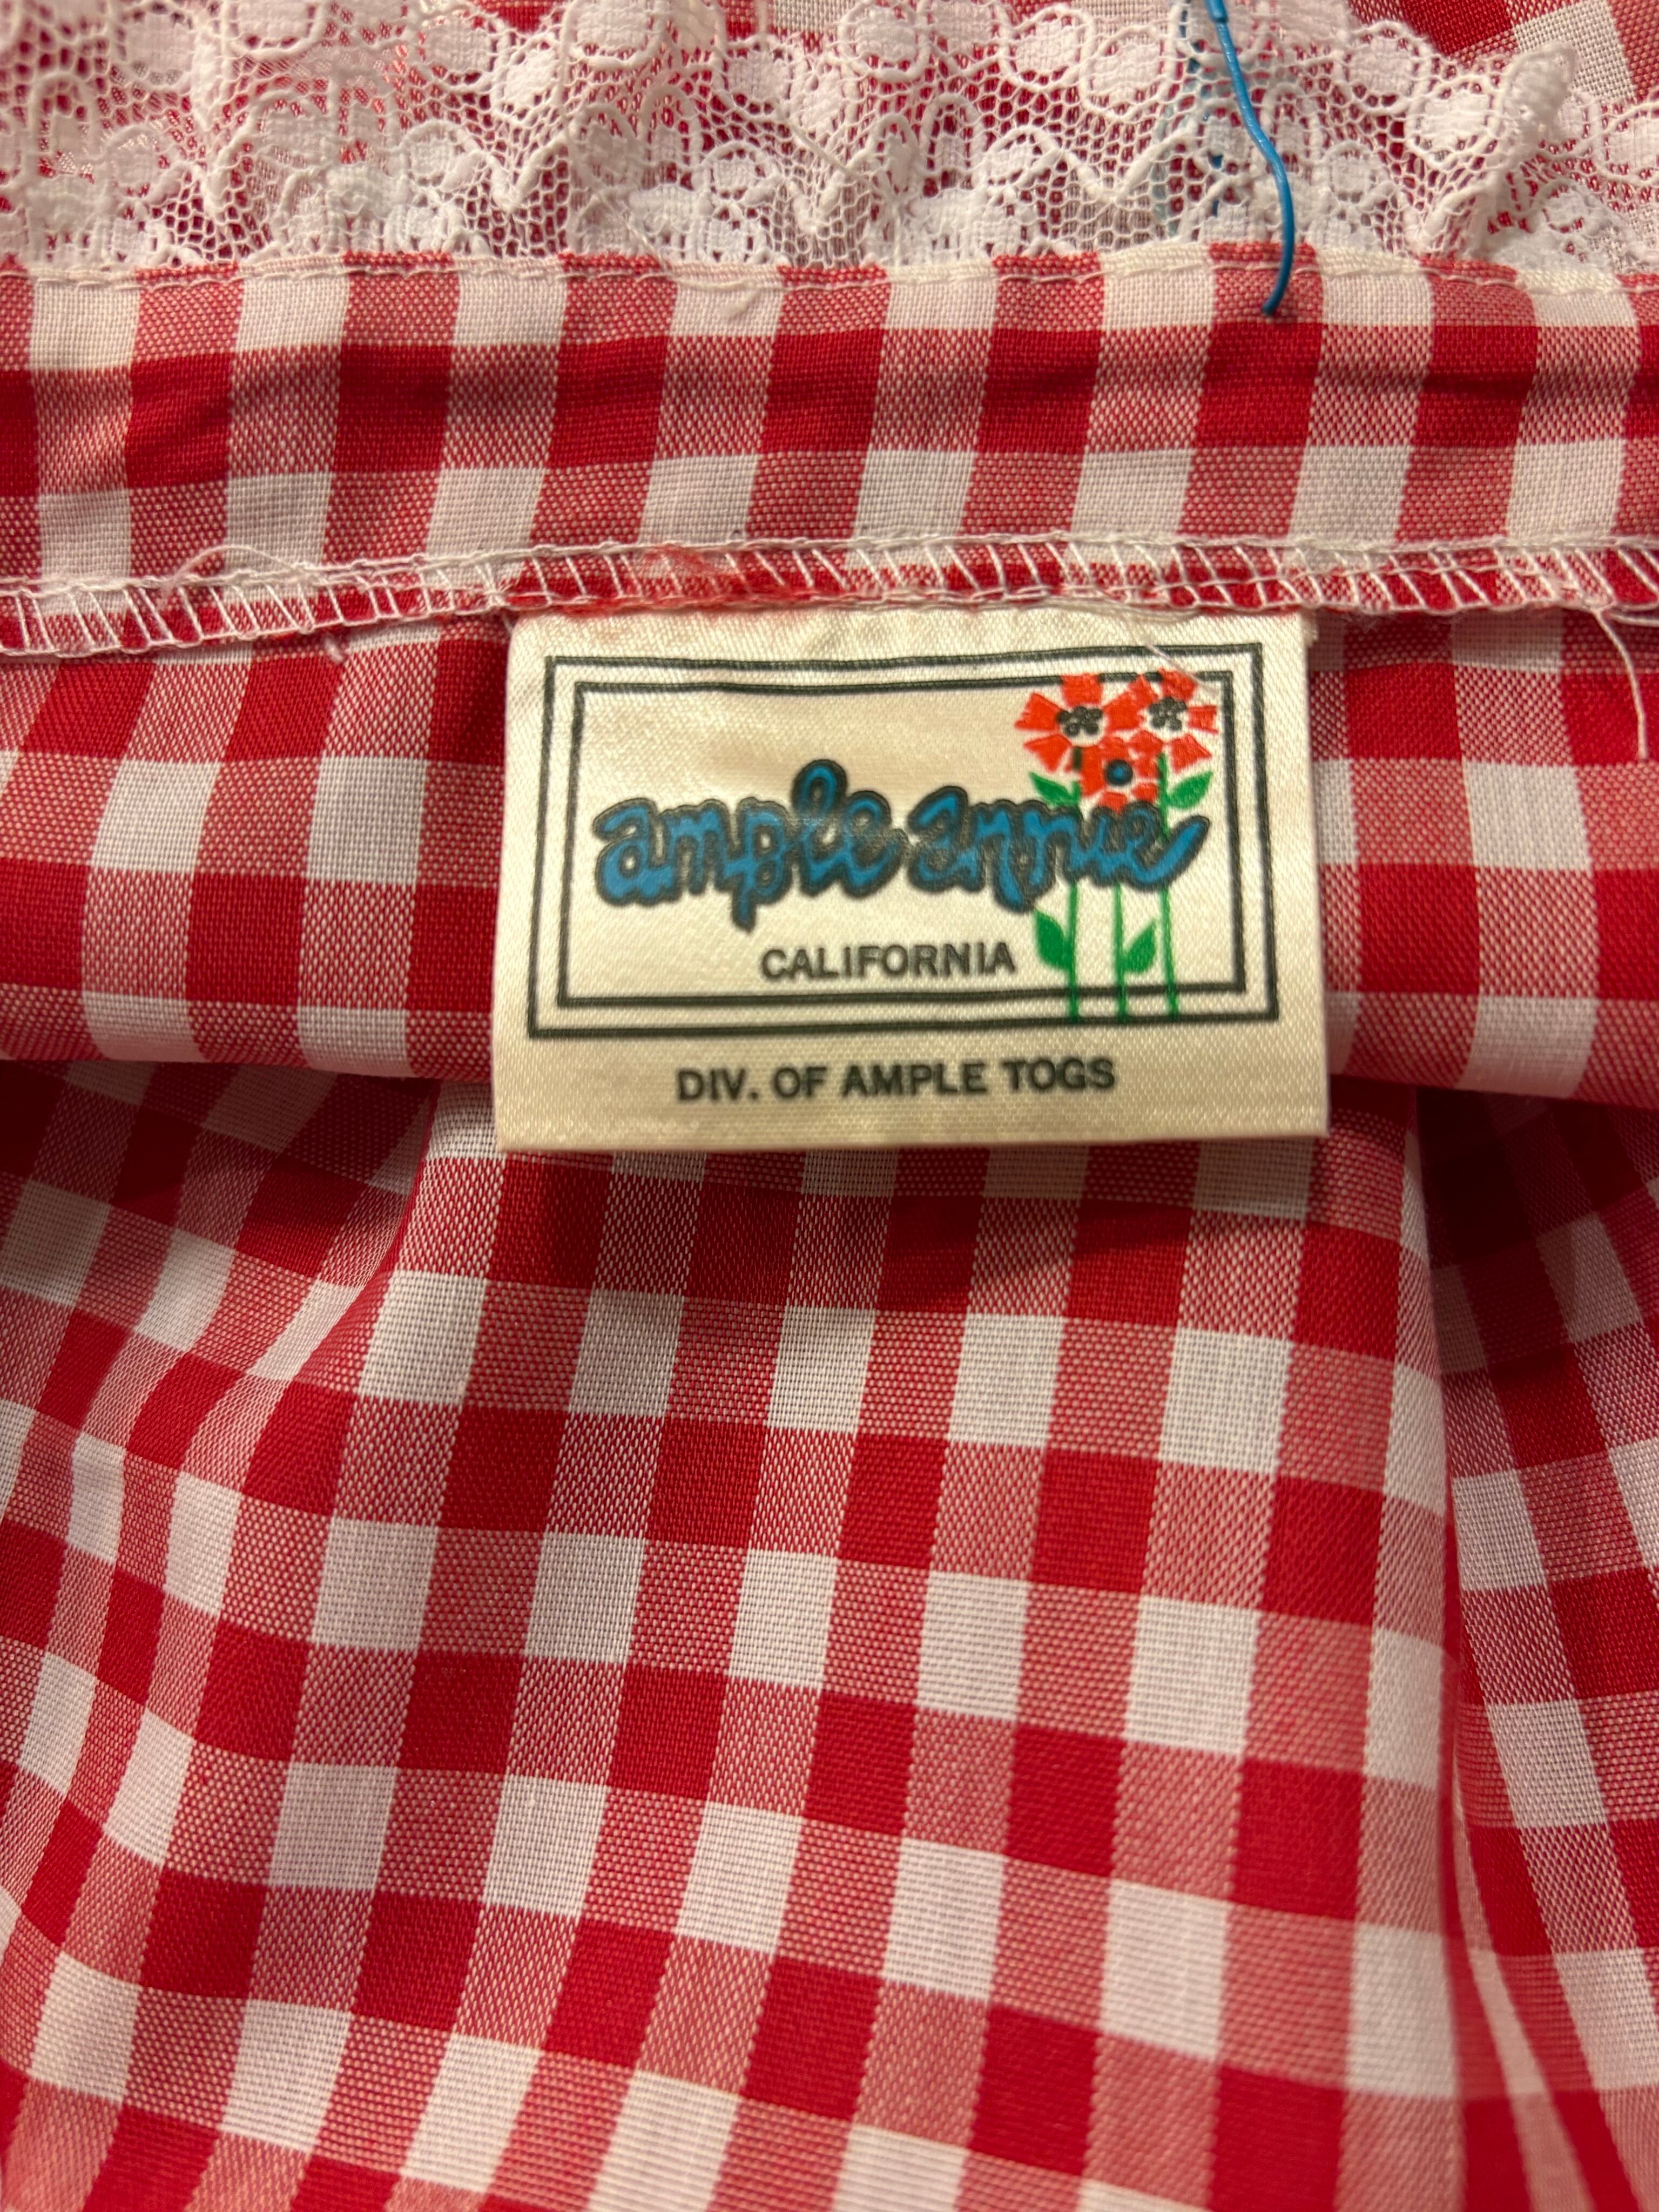 ample annie
CALIFORNIA
DIV. OF AMPLE TOGS